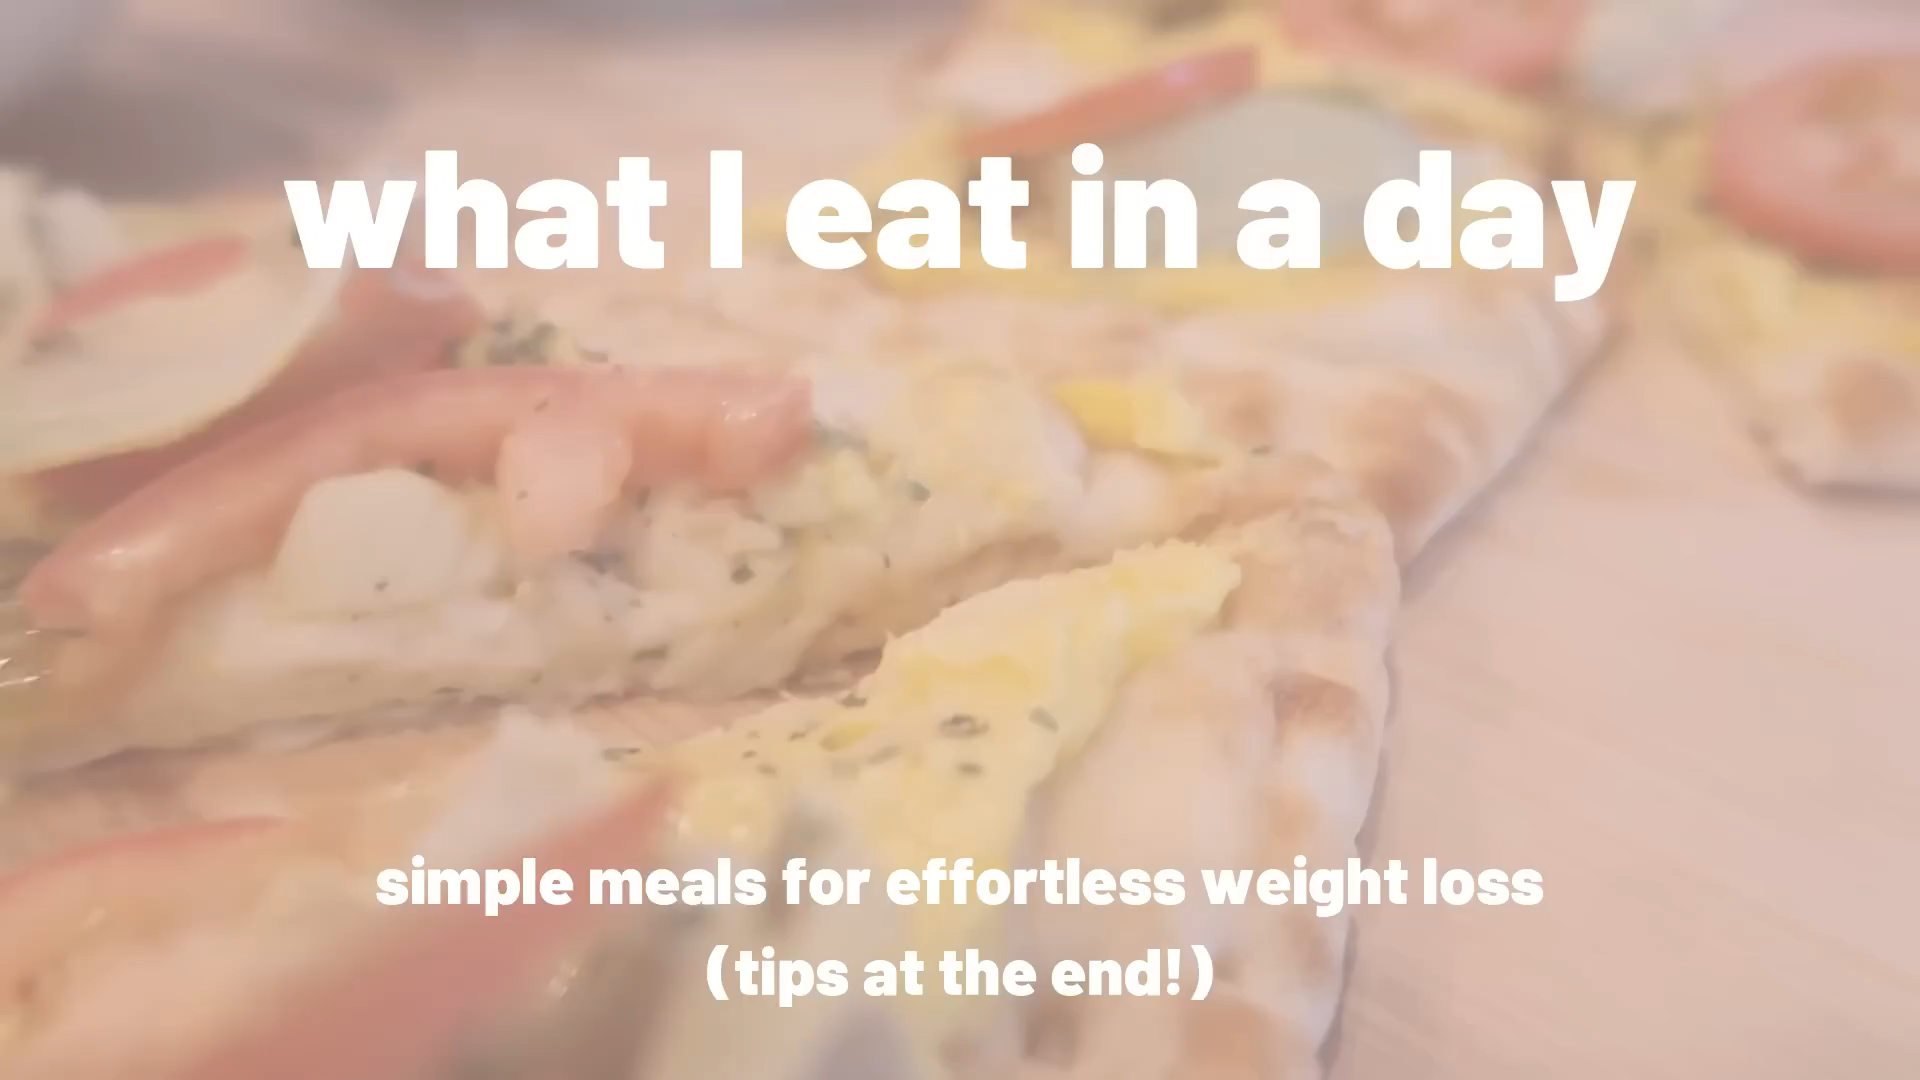 what I eat in a day
simple meals for effortless weight loss
(tips at the end!)